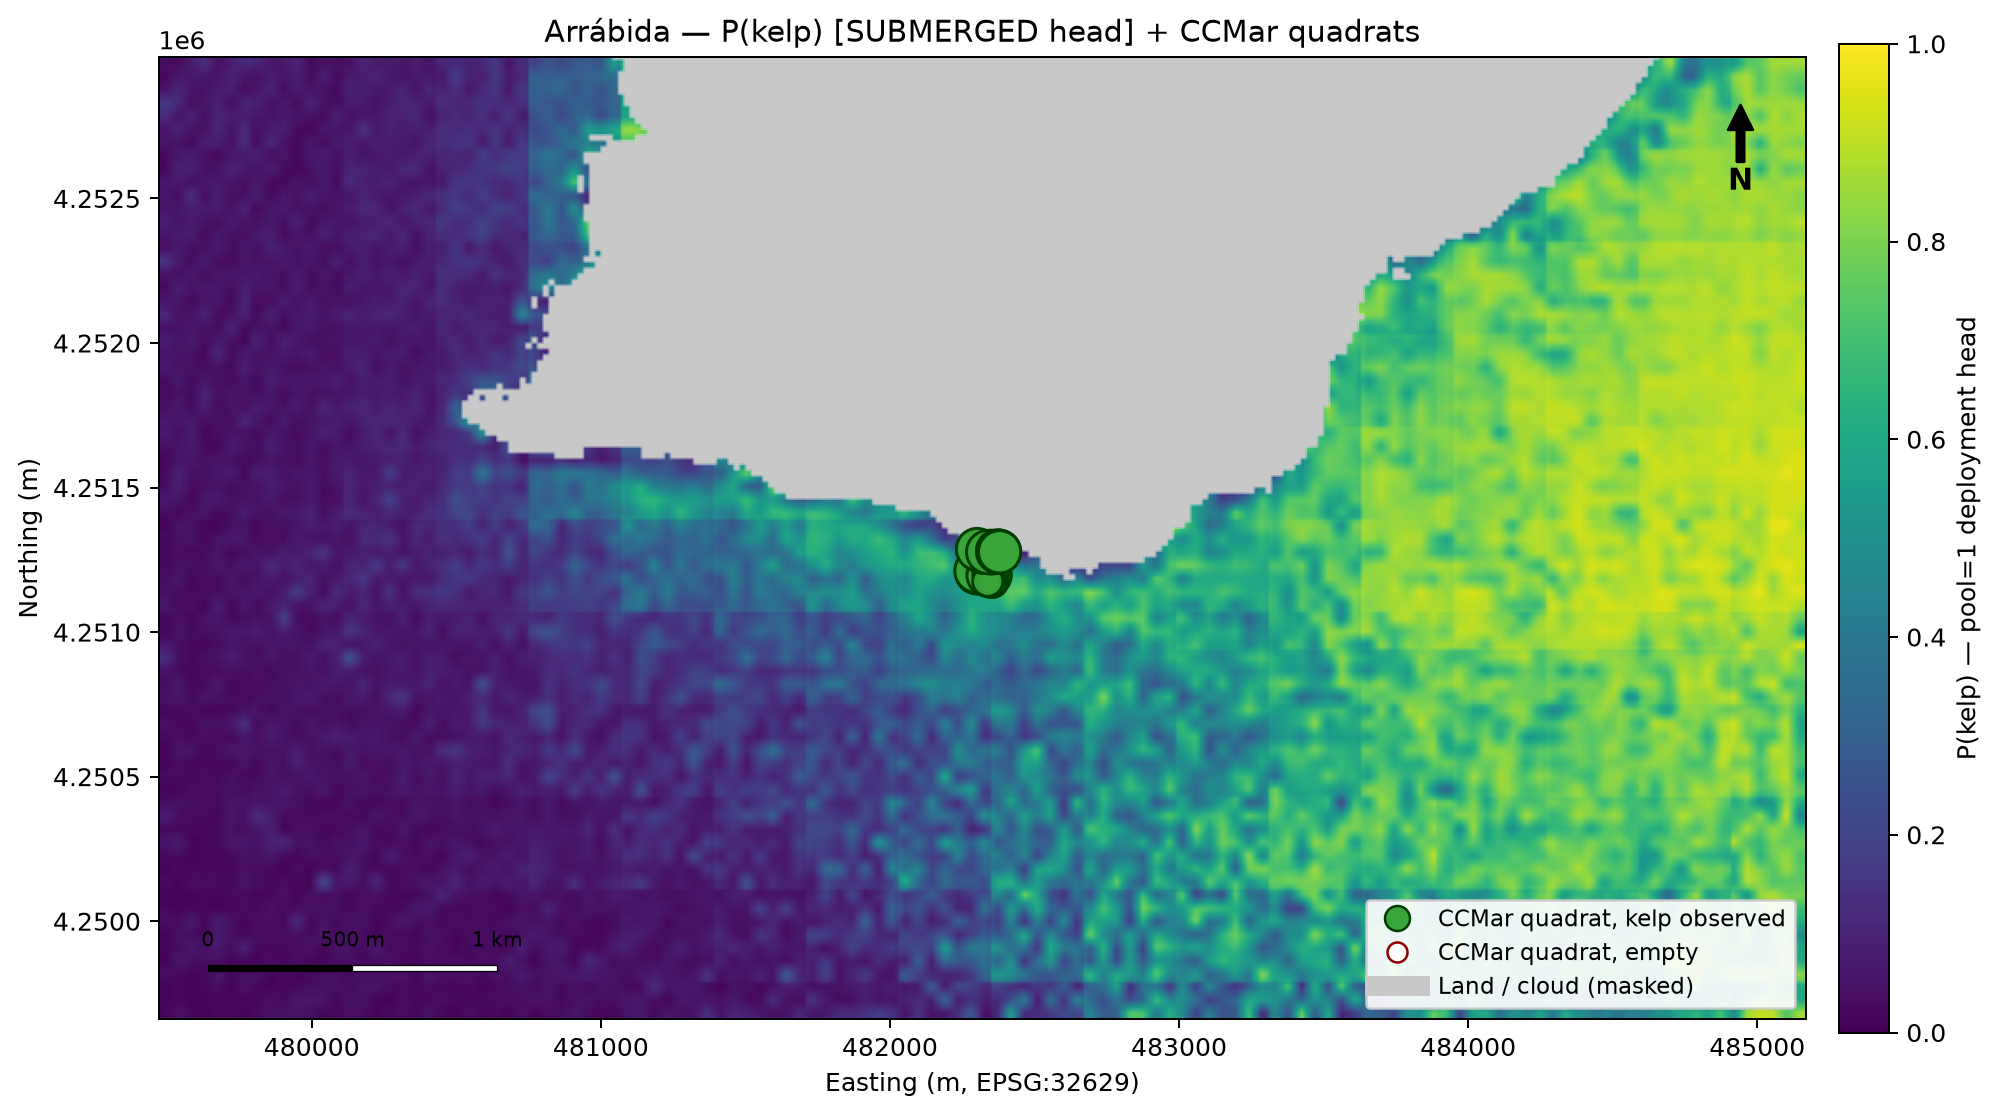 Arrábida — P(kelp) [SUBMERGED head] + CCMar quadrats
1e6
4.2525
4.2520
4.2515
4.2510
4.2505
4.2500
Northing (m)
N
0 500 m 1 km
CCMar quadrat, kelp observed
CCMar quadrat, empty
Land / cloud (masked)
480000 481000 482000 483000 484000 485000
Easting (m, EPSG:32629)
1.0
0.8
0.6
0.4
0.2
0.0
P(kelp) — pool=1 deployment head